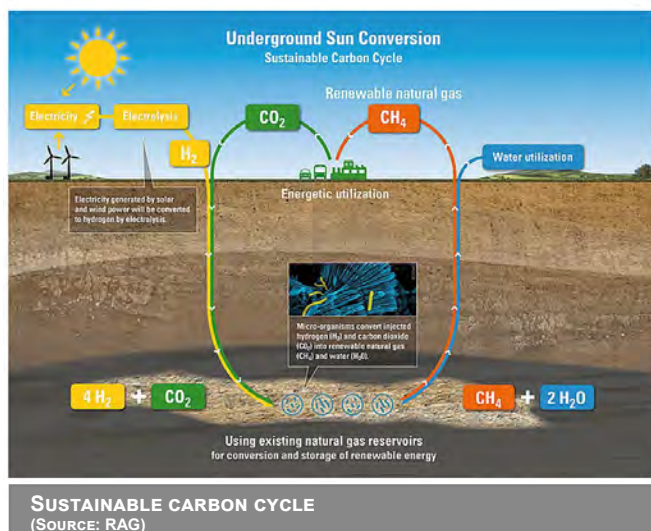 Underground Sun Conversion
Sustainable Carbon Cycle
Renewable natural gas
Electricity
Electrolysis
H2
CO2
CH4
Water utilization
Energetic utilization
Electricity generated by solar
and wind power will be converted
to hydrogen by electrolysis.
Micro-organisms convert injected
hydrogen (H2) and carbon dioxide
(CO2) into renewable natural gas
(CH4) and water (H2O).
4 H2 + CO2
CH4 + 2 H2O
Using existing natural gas reservoirs
for conversion and storage of renewable energy
SUSTAINABLE CARBON CYCLE
(SOURCE: RAG)